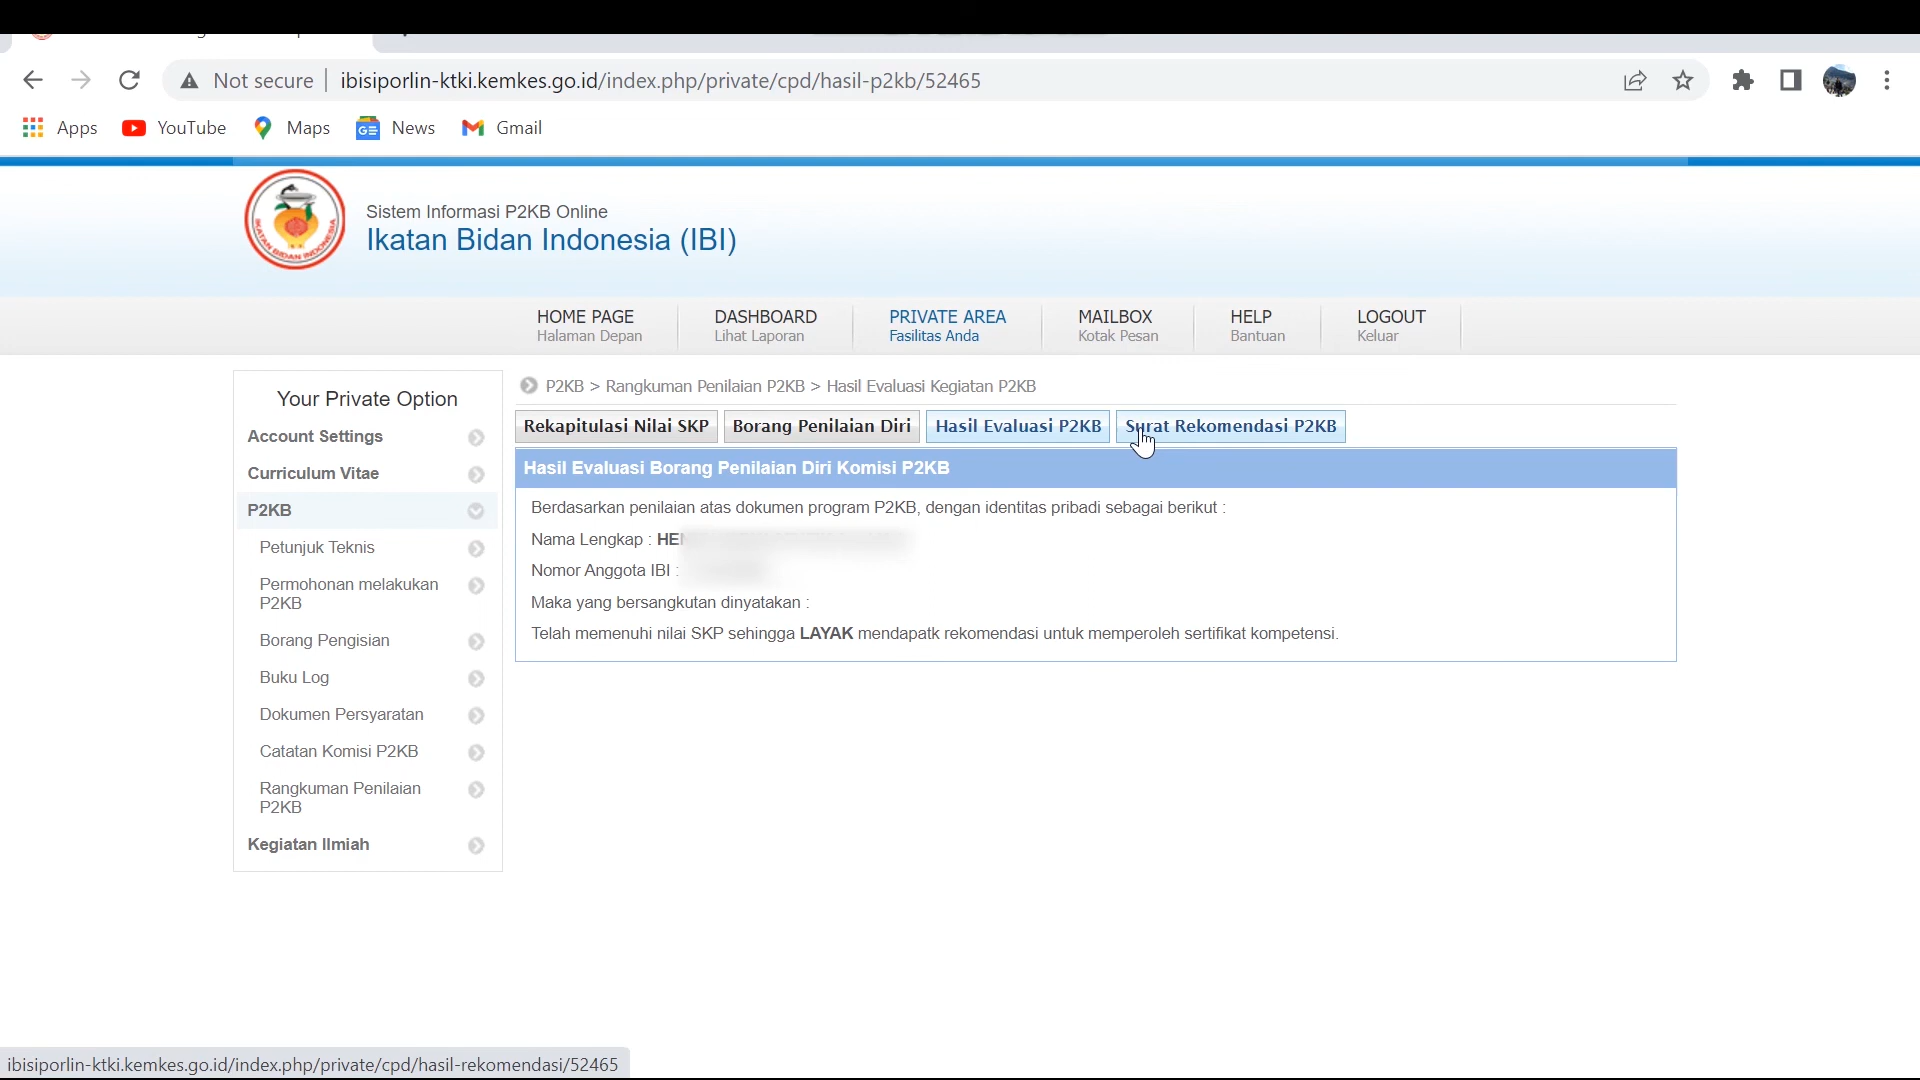 Not secure
ibisiporlin-ktki.kemkes.go.id/index.php/private/cpd/hasil-p2kb/52465
Apps
YouTube
Maps
News
Gmail
IKATAN BIDAN INDONESIA
Sistem Informasi P2KB Online
Ikatan Bidan Indonesia (IBI)
HOME PAGE
Halaman Depan
DASHBOARD
Lihat Laporan
PRIVATE AREA
Fasilitas Anda
MAILBOX
Kotak Pesan
HELP
Bantuan
LOGOUT
Keluar
Your Private Option
Account Settings
Curriculum Vitae
P2KB
Petunjuk Teknis
Permohonan melakukan
P2KB
Borang Pengisian
Buku Log
Dokumen Persyaratan
Catatan Komisi P2KB
Rangkuman Penilaian
P2KB
Kegiatan Ilmiah
P2KB > Rangkuman Penilaian P2KB > Hasil Evaluasi Kegiatan P2KB
Rekapitulasi Nilai SKP
Borang Penilaian Diri
Hasil Evaluasi P2KB
Surat Rekomendasi P2KB
Hasil Evaluasi Borang Penilaian Diri Komisi P2KB
Berdasarkan penilaian atas dokumen program P2KB, dengan identitas pribadi sebagai berikut :
Nama Lengkap :
Nomor Anggota IBI :
Maka yang bersangkutan dinyatakan :
Telah memenuhi nilai SKP sehingga LAYAK mendapatk rekomendasi untuk memperoleh sertifikat kompetensi.
ibisiporlin-ktki.kemkes.go.id/index.php/private/cpd/hasil-rekomendasi/52465